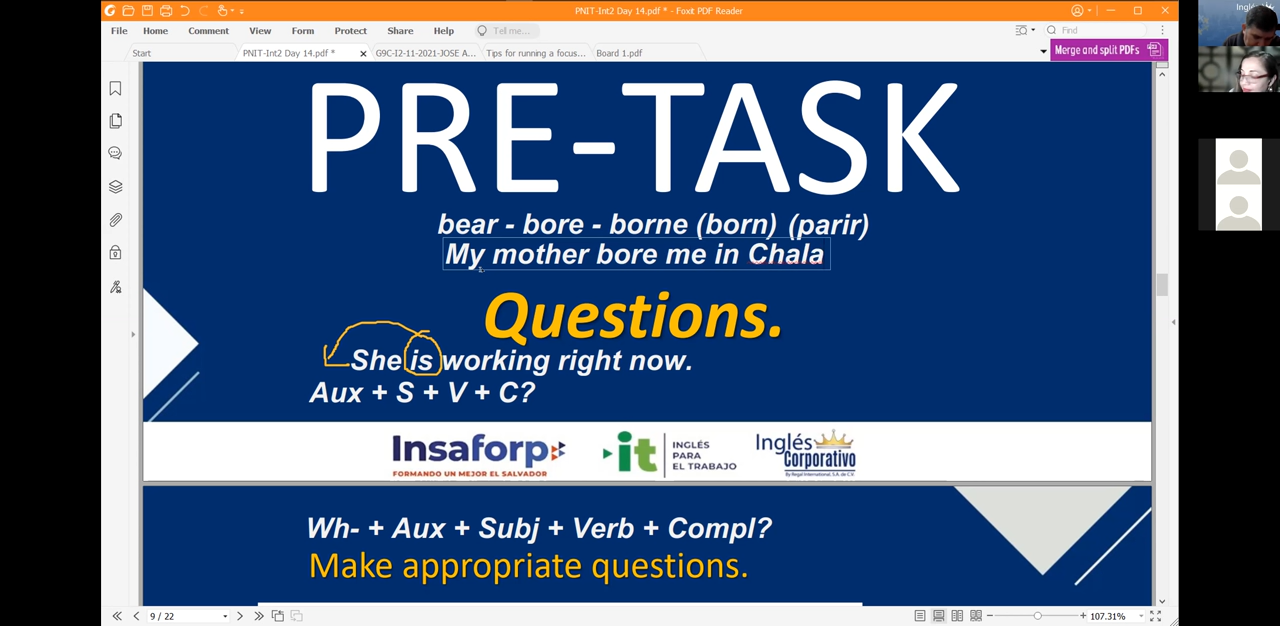 PNIT-Int2 Day 14.pdf * - Foxit PDF Reader
File Home Comment View Form Protect Share Help Tell me... Find
Start PNIT-Int2 Day 14.pdf * G9C-I2-11-2021-JOSE A... Tips for running a focus... Board 1.pdf Merge and split PDFs
PRE-TASK
bear - bore - borne (born) (parir)
My mother bore me in Chala
Questions.
She is working right now.
Aux + S + V + C?
Insaforp
FORMANDO UN MEJOR EL SALVADOR
it
INGLÉS
PARA
EL TRABAJO
Inglés
Corporativo
By Regal International, S.A. de C.V.
Wh- + Aux + Subj + Verb + Compl?
Make appropriate questions.
9 / 22
107.31%